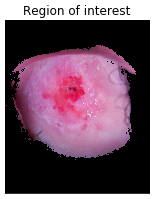 Region of interest